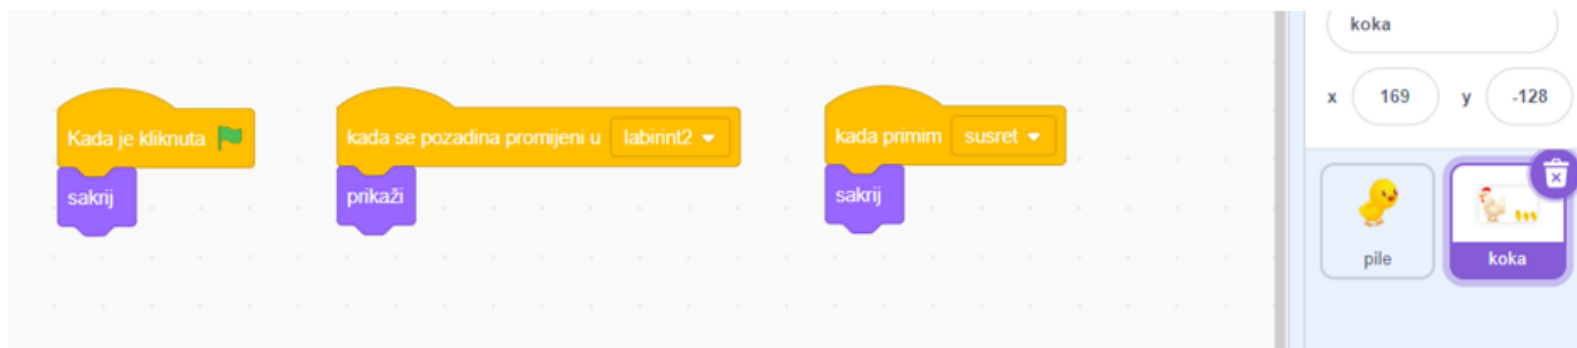 Kada je kliknuta
sakrij
kada se pozadina promijeni u labirint2
prikaži
kada primim susret
sakrij
koka
x 169 y -128
pile
koka